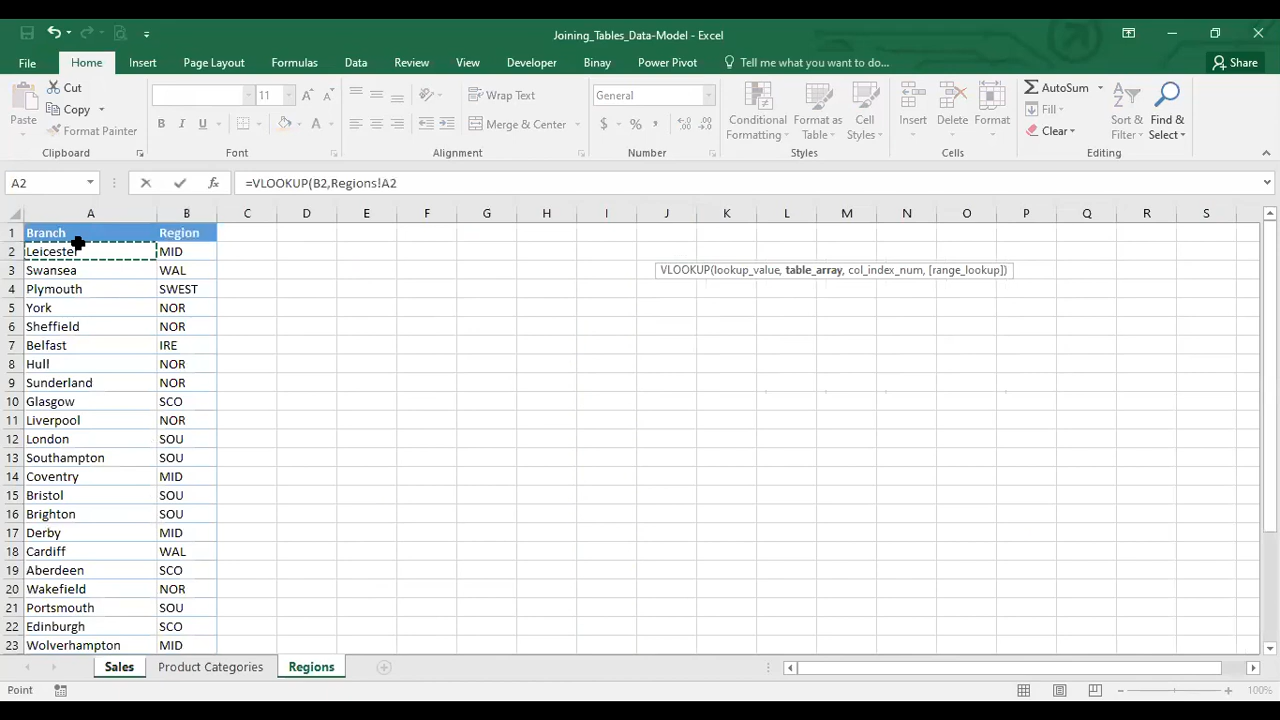 Joining_Tables_Data-Model - Excel
File Home Insert Page Layout Formulas Data Review View Developer Binay Power Pivot Tell me what you want to do... Share
Paste Cut Copy Format Painter
Clipboard
11
B I U A
Font
Wrap Text
Merge & Center
Alignment
General
$ % ,
Number
Conditional Formatting
Format as Table
Cell Styles
Styles
Insert Delete Format
Cells
AutoSum
Fill
Clear
Sort & Filter
Find & Select
Editing
A2 fx =VLOOKUP(B2,Regions!A2
A B C D E F G H I J K L M N O P Q R S
1 Branch Region
2 Leicester MID
3 Swansea WAL
VLOOKUP(lookup_value, table_array, col_index_num, [range_lookup])
4 Plymouth SWEST
5 York NOR
6 Sheffield NOR
7 Belfast IRE
8 Hull NOR
9 Sunderland NOR
10 Glasgow SCO
11 Liverpool NOR
12 London SOU
13 Southampton SOU
14 Coventry MID
15 Bristol SOU
16 Brighton SOU
17 Derby MID
18 Cardiff WAL
19 Aberdeen SCO
20 Wakefield NOR
21 Portsmouth SOU
22 Edinburgh SCO
23 Wolverhampton MID
Sales Product Categories Regions
Point 100%